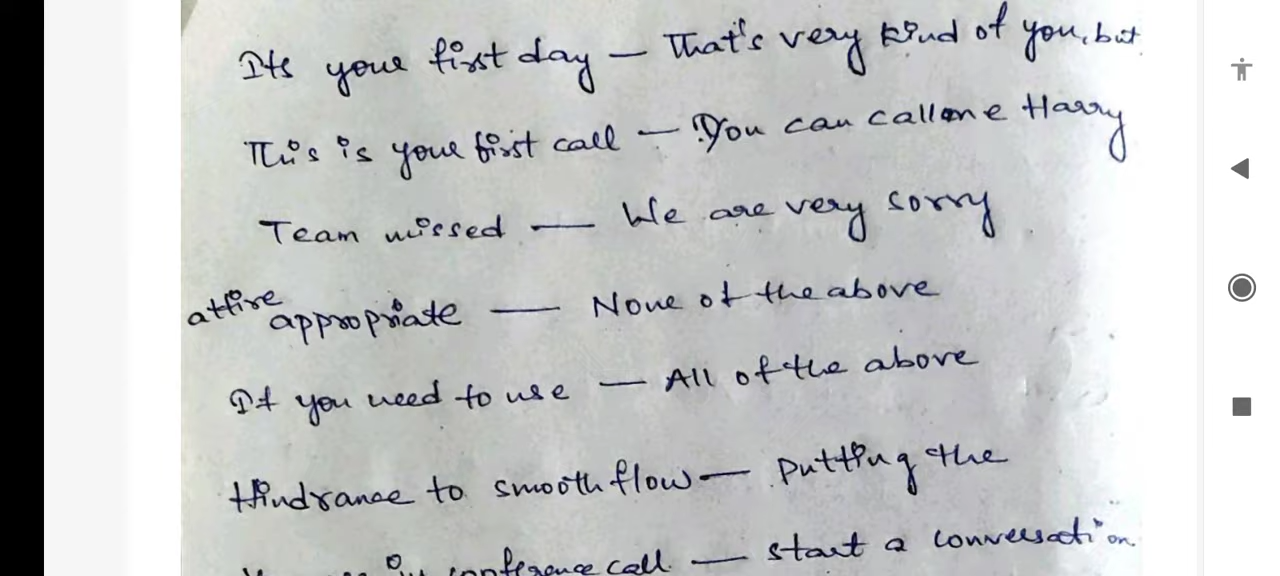 Its your first day — That's very kind of you, but
This is your first call — You can call me Harry
Team missed — We are very sorry
attire appropriate — None of the above
If you need to use — All of the above
Hindrance to smooth flow — Putting the
in conference call — start a conversation